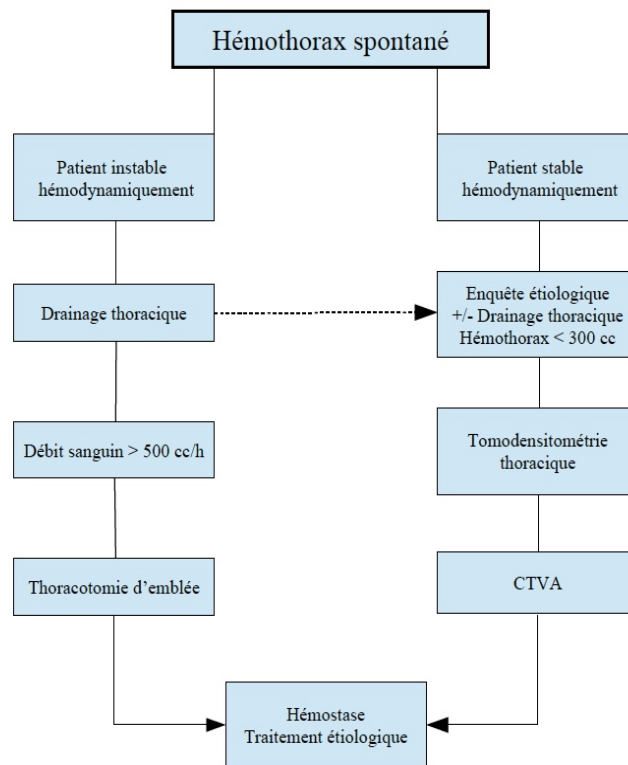 Hémothorax spontané
Patient instable
hémodynamiquement
Patient stable
hémodynamiquement
Drainage thoracique
Enquête étiologique
+/- Drainage thoracique
Hémothorax < 300 cc
Débit sanguin > 500 cc/h
Tomodensitométrie
thoracique
Thoracotomie d’emblée
CTVA
Hémostase
Traitement étiologique